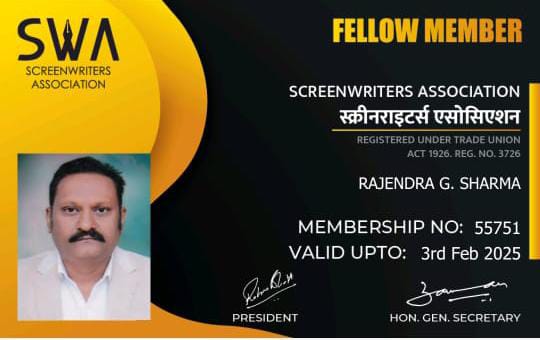 SWA
SCREENWRITERS
ASSOCIATION
FELLOW MEMBER
SCREENWRITERS ASSOCIATION
स्क्रीनराइटर्स एसोसिएशन
REGISTERED UNDER TRADE UNION
ACT 1926. REG. NO. 3726
RAJENDRA G. SHARMA
MEMBERSHIP NO: 55751
VALID UPTO: 3rd Feb 2025
PRESIDENT
HON. GEN. SECRETARY